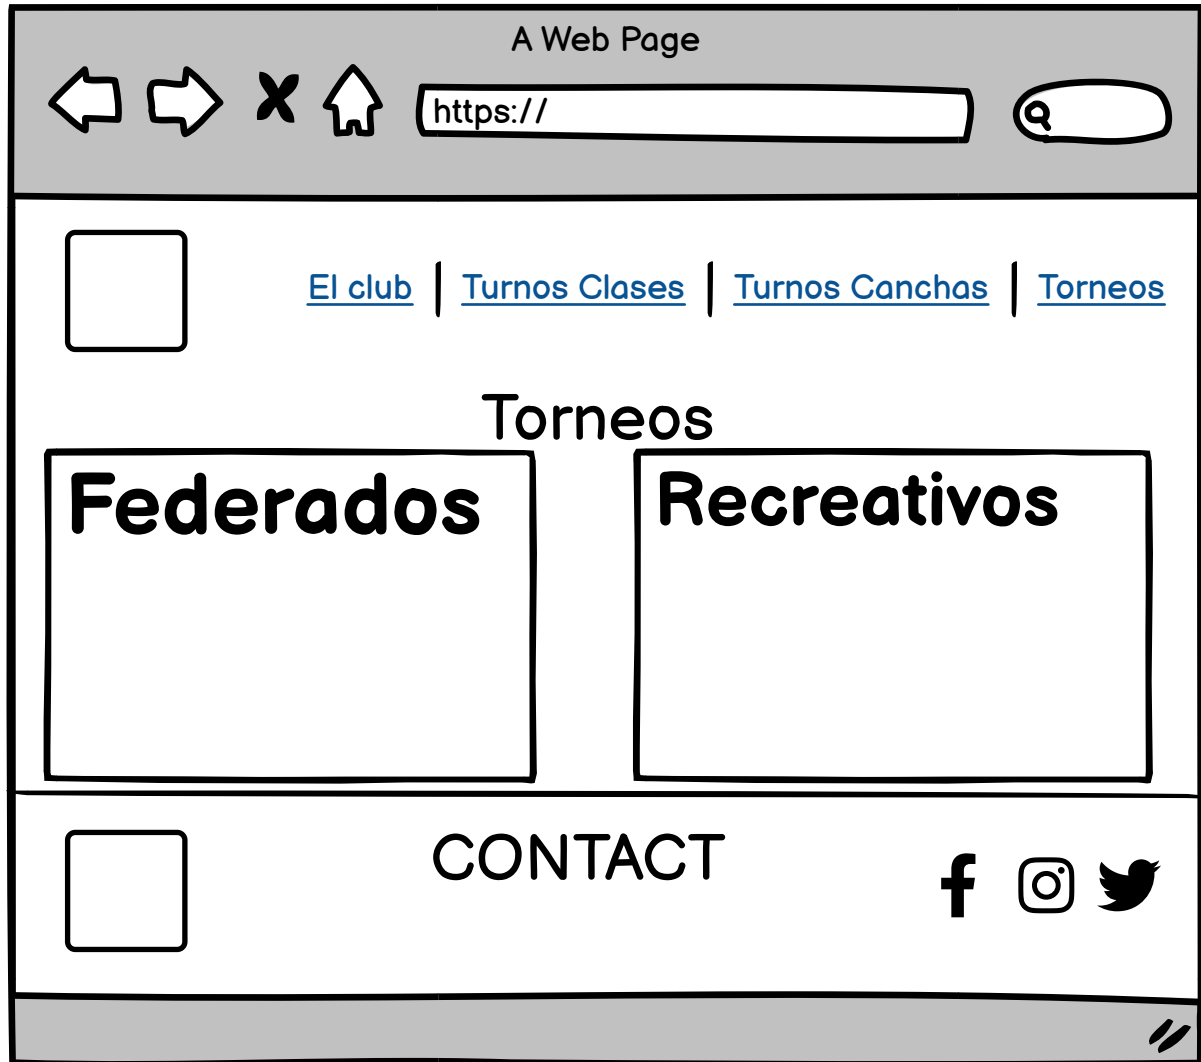 A Web Page
https://
El club | Turnos Clases | Turnos Canchas | Torneos
Torneos
Federados
Recreativos
CONTACT